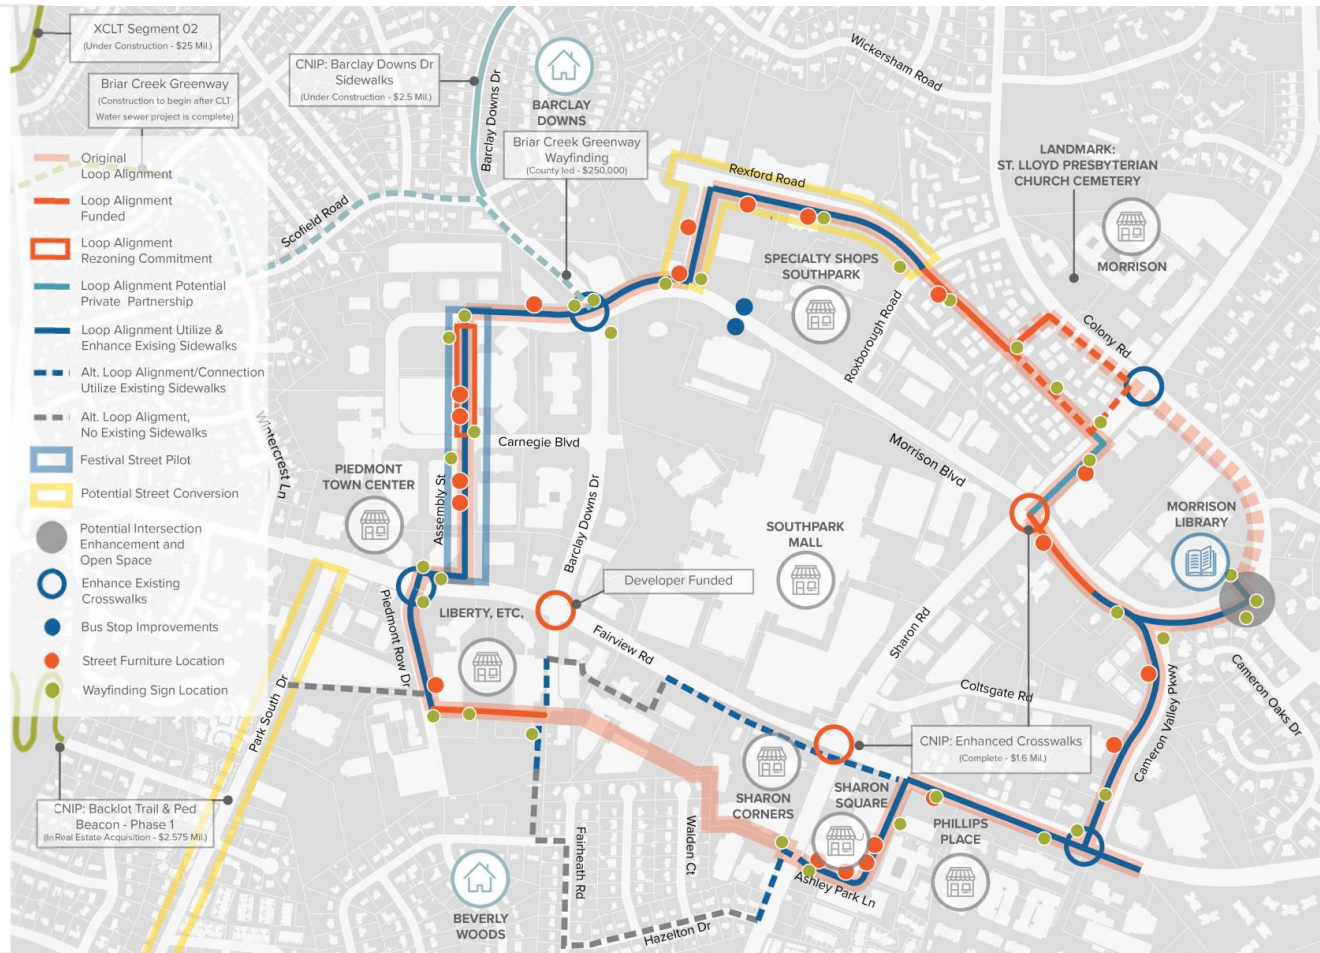 XCLT Segment 02
(Under Construction - $25 Mil.)
Briar Creek Greenway
(Construction to begin after CLT
Water sewer project is complete)
CNIP: Barclay Downs Dr
Sidewalks
(Under Construction - $2.5 Mil.)
Barclay Downs Dr
BARCLAY
DOWNS
Briar Creek Greenway
Wayfinding
(County led - $250,000)
Wickersham Road
LANDMARK:
ST. LLOYD PRESBYTERIAN
CHURCH CEMETERY
MORRISON
Rexford Road
Scofield Road
SPECIALTY SHOPS
SOUTHPARK
Roxborough Road
Colony Rd
Original
Loop Alignment
Loop Alignment
Funded
Loop Alignment
Rezoning Commitment
Loop Alignment Potential
Private Partnership
Loop Alignment Utilize &
Enhance Exising Sidewalks
Alt. Loop Alignment/Connection
Utilize Existing Sidewalks
Alt. Loop Aligment,
No Existing Sidewalks
Festival Street Pilot
Potential Street Conversion
Potential Intersection
Enhancement and
Open Space
Enhance Existing
Crosswalks
Bus Stop Improvements
Street Furniture Location
Wayfinding Sign Location
Wintercrest Ln
PIEDMONT
TOWN CENTER
Assembly St
Carnegie Blvd
Barclay Downs Dr
Morrison Blvd
SOUTHPARK
MALL
MORRISON
LIBRARY
Developer Funded
LIBERTY, ETC,
Piedmont Row Dr
Fairview Rd
Sharon Rd
Coltsgate Rd
Cameron Valley Pkwy
Cameron Oaks Dr
Park South Dr
CNIP: Enhanced Crosswalks
(Complete - $1.6 Mil.)
CNIP: Backlot Trail & Ped
Beacon - Phase 1
(In Real Estate Acquisition - $2.575 Mil.)
SHARON
CORNERS
SHARON
SQUARE
PHILLIPS
PLACE
Fairheath Rd
Walden Ct
Ashley Park Ln
Hazelton Dr
BEVERLY
WOODS